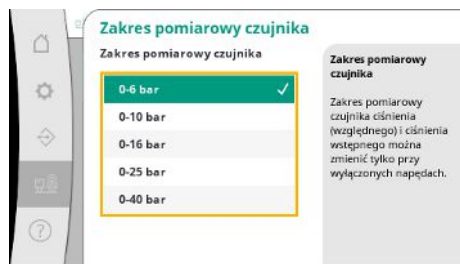 Zakres pomiarowy czujnika
Zakres pomiarowy czujnika
0-6 bar
0-10 bar
0-16 bar
0-25 bar
0-40 bar
Zakres pomiarowy
czujnika
Zakres pomiarowy
czujnika ciśnienia
(względnego) i ciśnienia
wstępnego można
zmienić tylko przy
wyłączonych napędach.